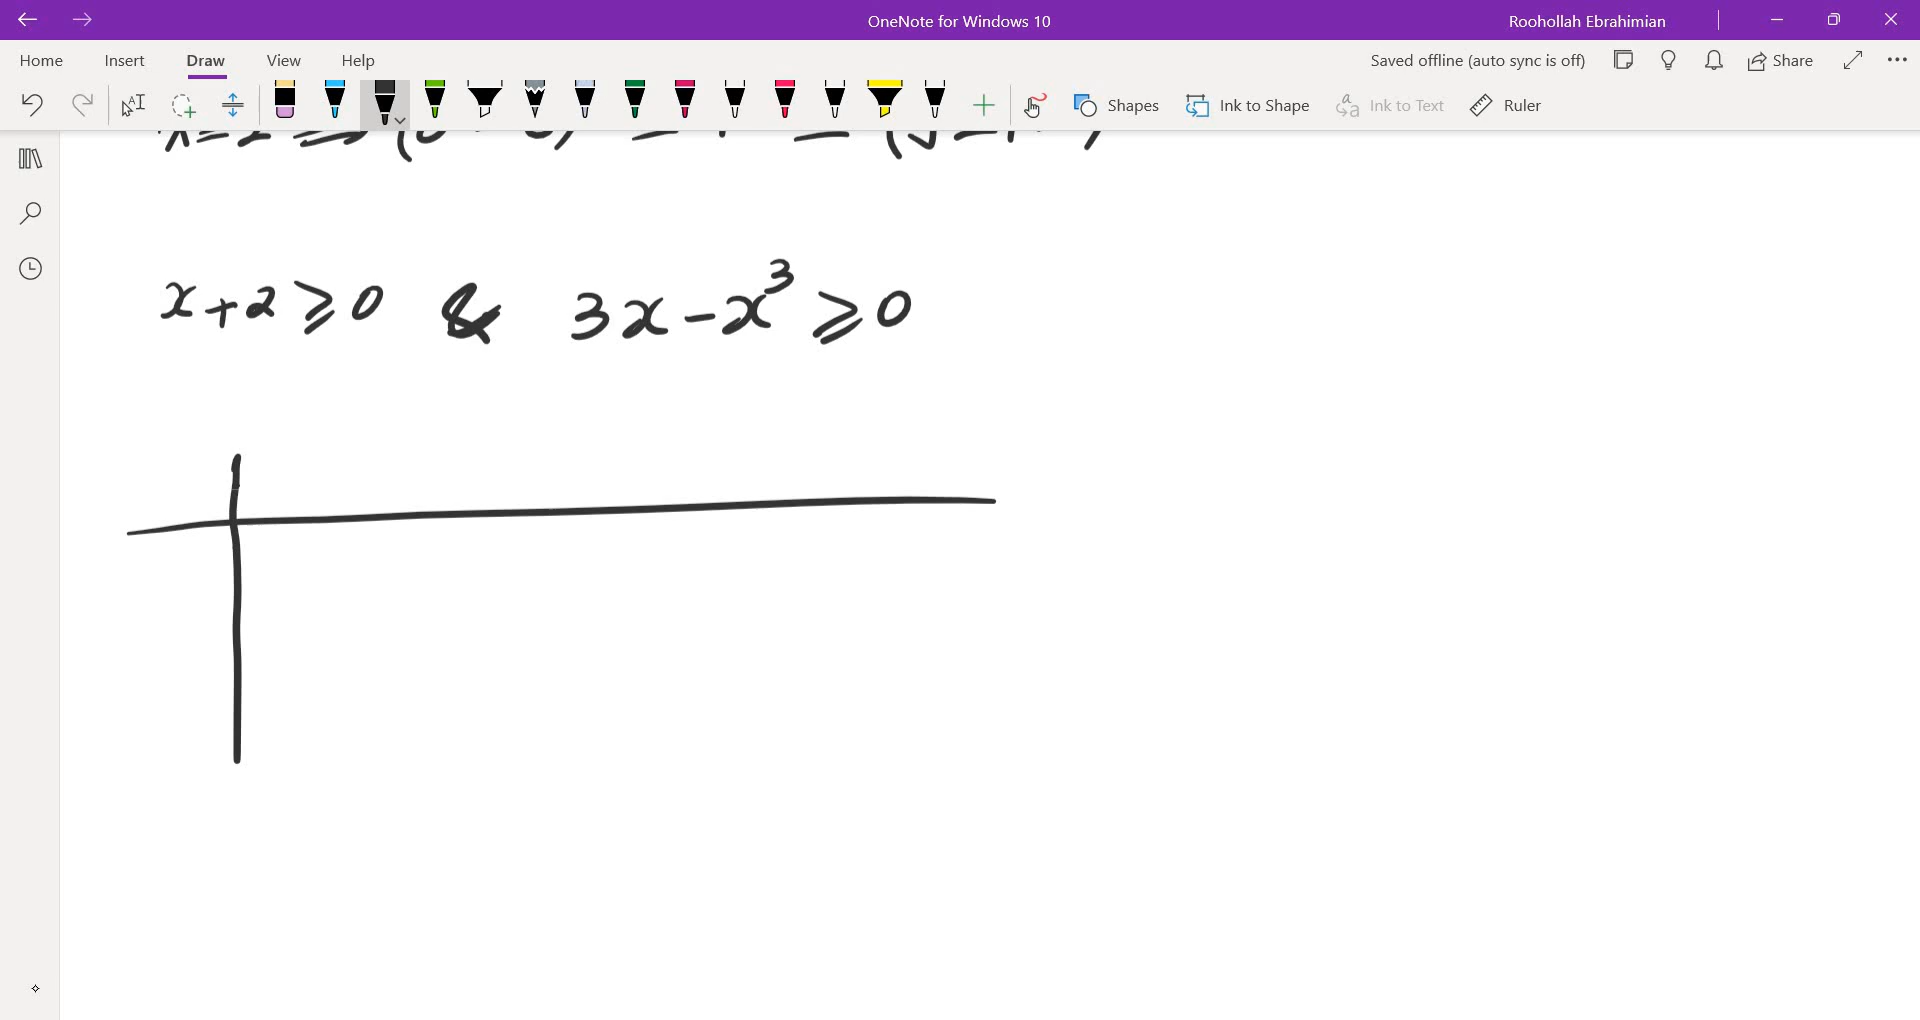 OneNote for Windows 10 Roohollah Ebrahimian
Home Insert Draw View Help Saved offline (auto sync is off) Share
Shapes Ink to Shape Ink to Text Ruler
x+2⩾0 & 3x-x³⩾0